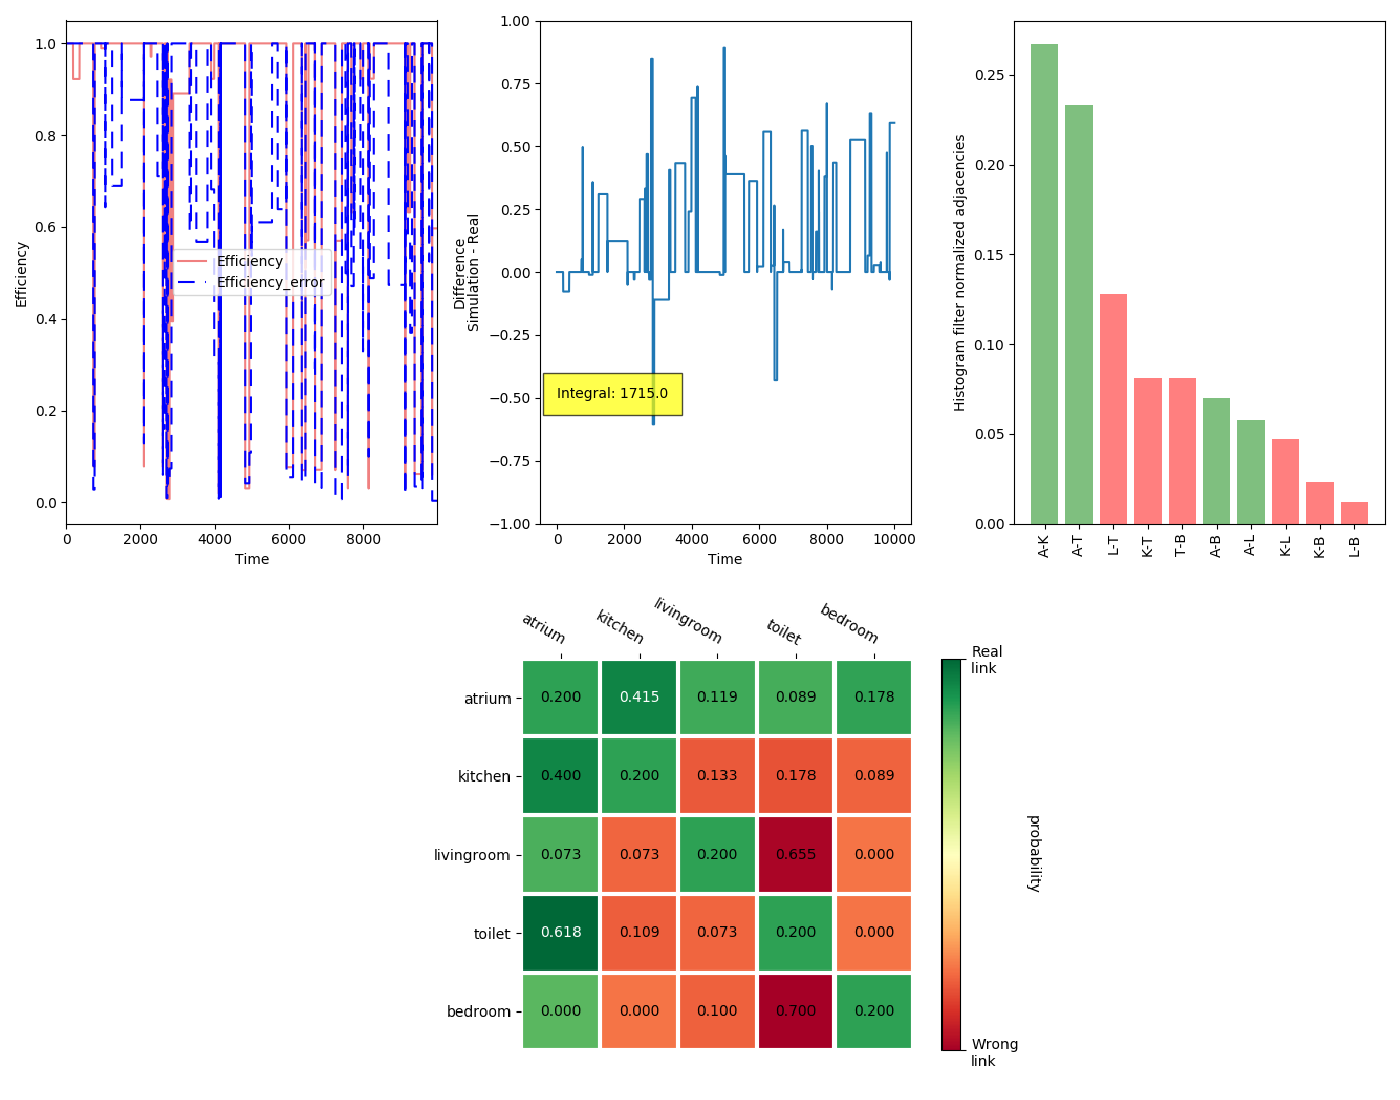 Efficiency
1.0
0.8
0.6
0.4
0.2
0.0
0
2000
4000
6000
8000
Time
Efficiency
Efficiency_error
Difference
Simulation - Real
1.00
0.75
0.50
0.25
0.00
−0.25
−0.50
−0.75
−1.00
Integral: 1715.0
0
2000
4000
6000
8000
10000
Time
Histogram filter normalized adjacencies
0.25
0.20
0.15
0.10
0.05
0.00
A-K
A-T
L-T
K-T
T-B
A-B
A-L
K-L
K-B
L-B
atrium
kitchen
livingroom
toilet
bedroom
atrium 0.200 0.415 0.119 0.089 0.178
kitchen 0.400 0.200 0.133 0.178 0.089
livingroom 0.073 0.073 0.200 0.655 0.000
toilet 0.618 0.109 0.073 0.200 0.000
bedroom 0.000 0.000 0.100 0.700 0.200
Real
link
probability
Wrong
link